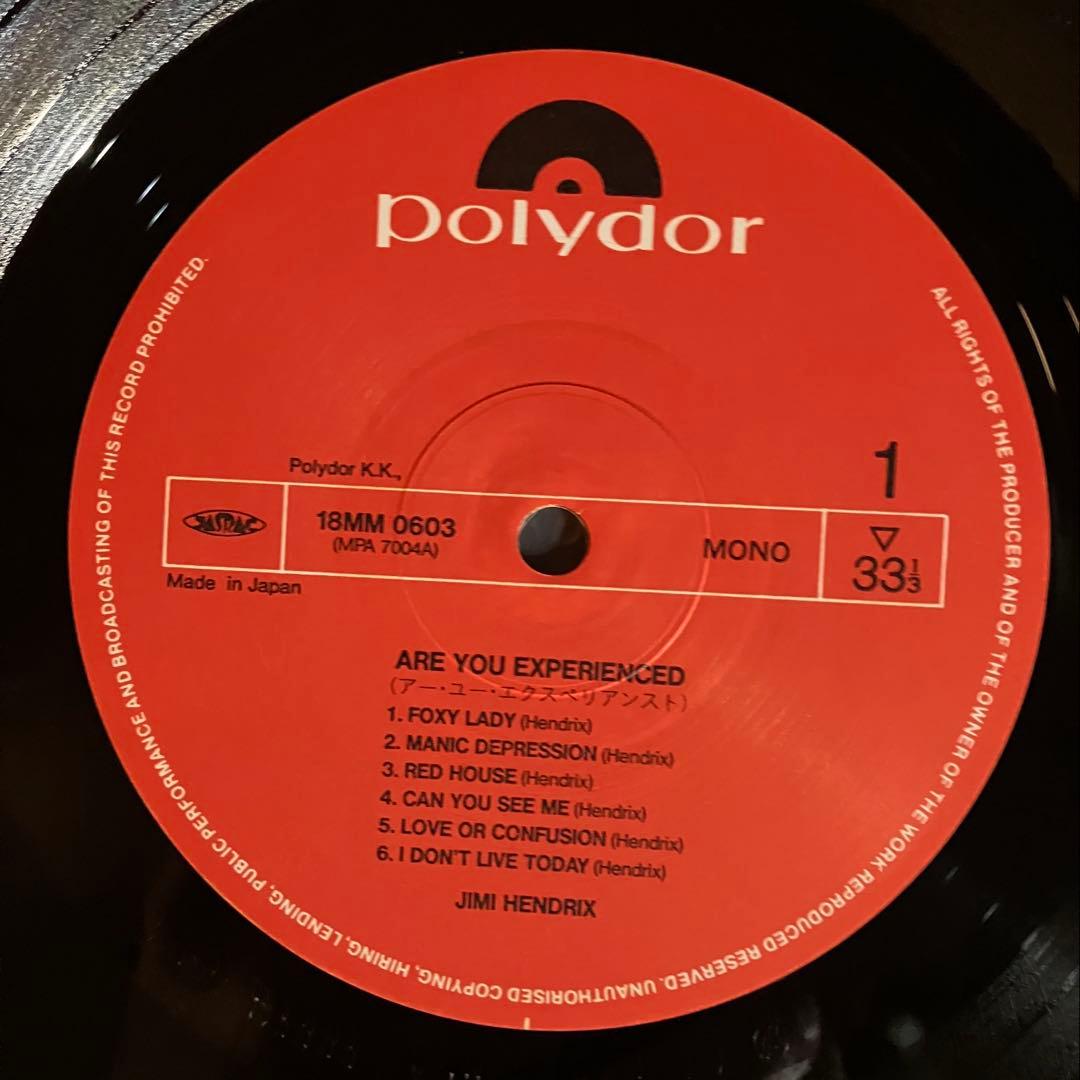 polydor
ALL RIGHTS OF THE PRODUCER AND OF THE OWNER OF THE WORK REPRODUCED RESERVED. UNAUTHORISED COPYING, HIRING, LENDING, PUBLIC PERFORMANCE AND BROADCASTING OF THIS RECORD PROHIBITED.
1
Polydor K.K.,
JASRAC
18MM 0603
(MPA 7004A)
MONO
▽
33⅓
Made in Japan
ARE YOU EXPERIENCED
(アー・ユー・エクスペリアンスト)
1. FOXY LADY (Hendrix)
2. MANIC DEPRESSION (Hendrix)
3. RED HOUSE (Hendrix)
4. CAN YOU SEE ME (Hendrix)
5. LOVE OR CONFUSION (Hendrix)
6. I DON'T LIVE TODAY (Hendrix)
JIMI HENDRIX